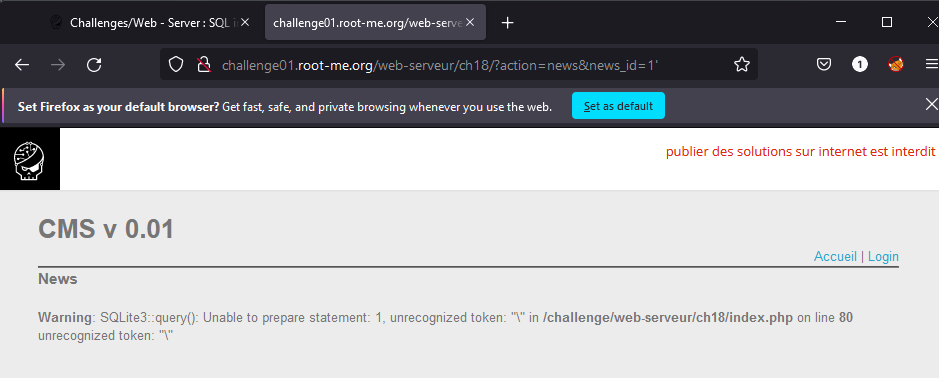 Challenges/Web - Server : SQL i
challenge01.root-me.org/web-serve
challenge01.root-me.org/web-serveur/ch18/?action=news&news_id=1'
1
Set Firefox as your default browser? Get fast, safe, and private browsing whenever you use the web.
Set as default
publier des solutions sur internet est interdit
CMS v 0.01
Accueil | Login
News
Warning: SQLite3::query(): Unable to prepare statement: 1, unrecognized token: "\" in /challenge/web-serveur/ch18/index.php on line 80
unrecognized token: "\"